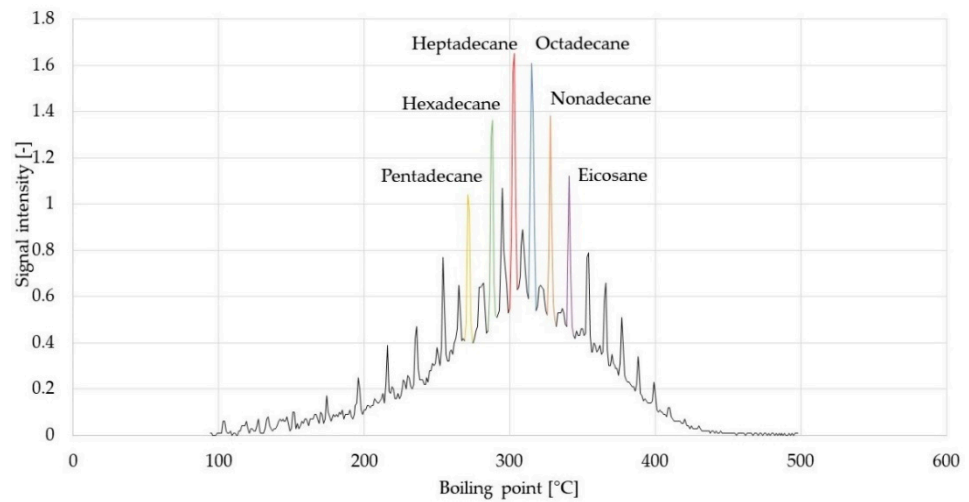 1.8
1.6
1.4
1.2
1
0.8
0.6
0.4
0.2
0
Signal intensity [-]
Heptadecane
Octadecane
Hexadecane
Nonadecane
Pentadecane
Eicosane
0 100 200 300 400 500 600
Boiling point [°C]